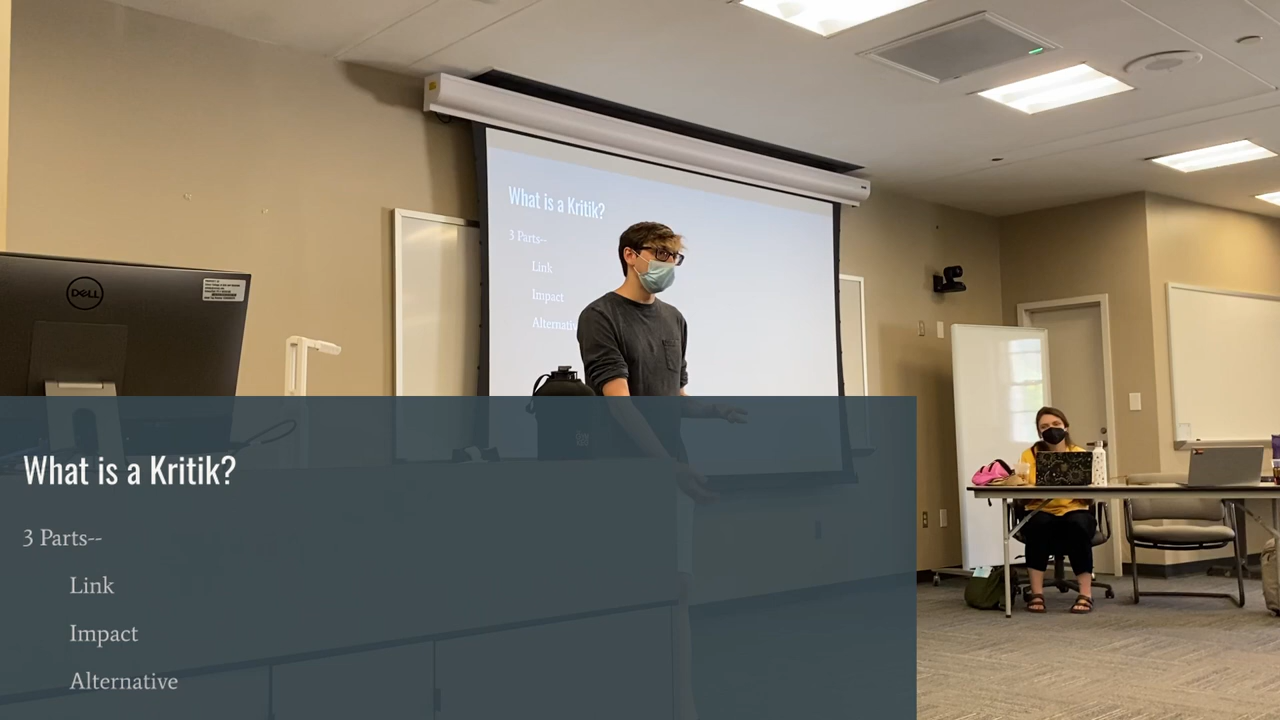 What is a Kritik?
3 Parts--
Link
Impact
DELL
What is a Kritik?
3 Parts--
Link
Impact
Alternative